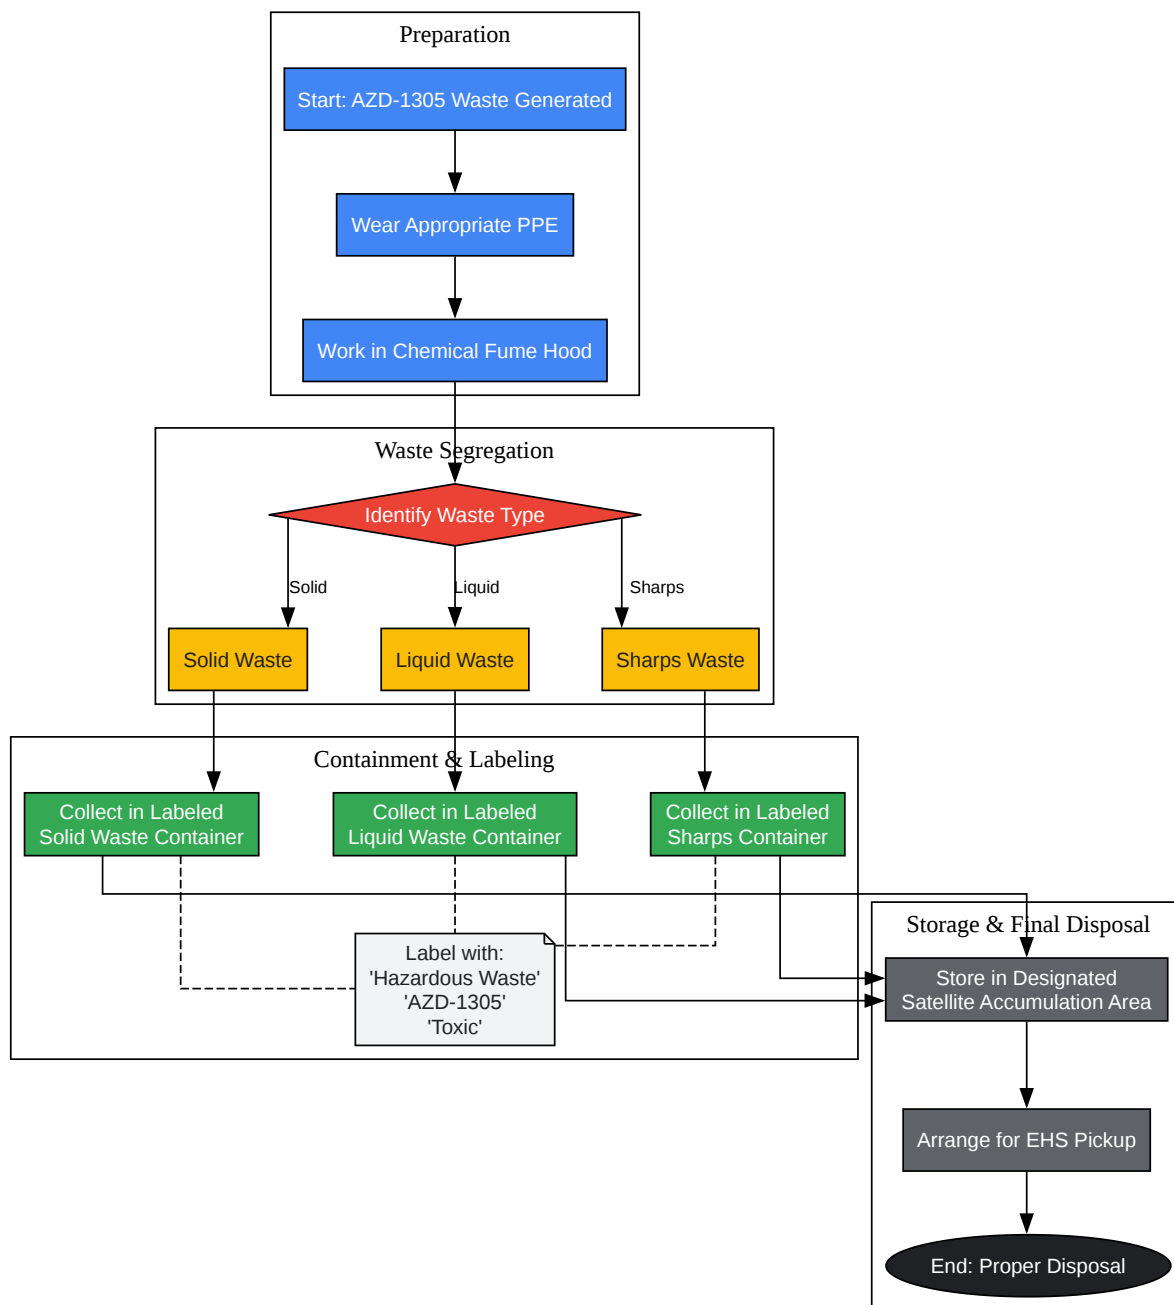 Preparation
Start: AZD-1305 Waste Generated
Wear Appropriate PPE
Work in Chemical Fume Hood
Waste Segregation
Identify Waste Type
Solid
Liquid
Sharps
Solid Waste
Liquid Waste
Sharps Waste
Containment & Labeling
Collect in Labeled
Solid Waste Container
Collect in Labeled
Liquid Waste Container
Collect in Labeled
Sharps Container
Label with:
'Hazardous Waste'
'AZD-1305'
'Toxic'
Storage & Final Disposal
Store in Designated
Satellite Accumulation Area
Arrange for EHS Pickup
End: Proper Disposal